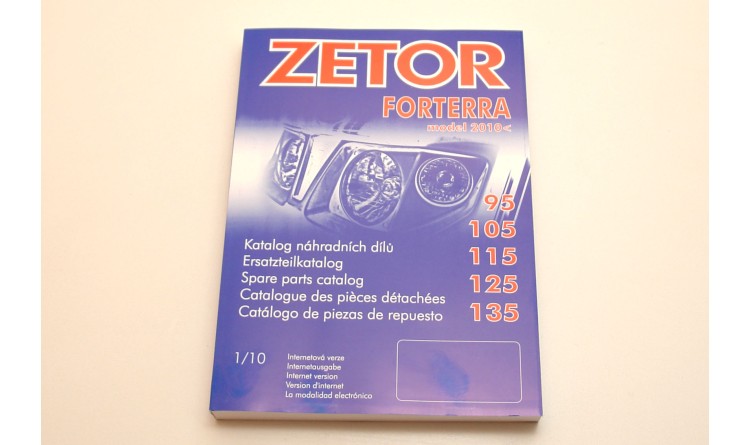 ZETOR
FORTERRA
model 2010<
95
105
115
125
135
Katalog náhradních dílů
Ersatzteilkatalog
Spare parts catalog
Catalogue des pièces détachées
Catálogo de piezas de repuesto
1/10
Internetová verze
Internetausgabe
Internet version
Version d'internet
La modalidad electrónico